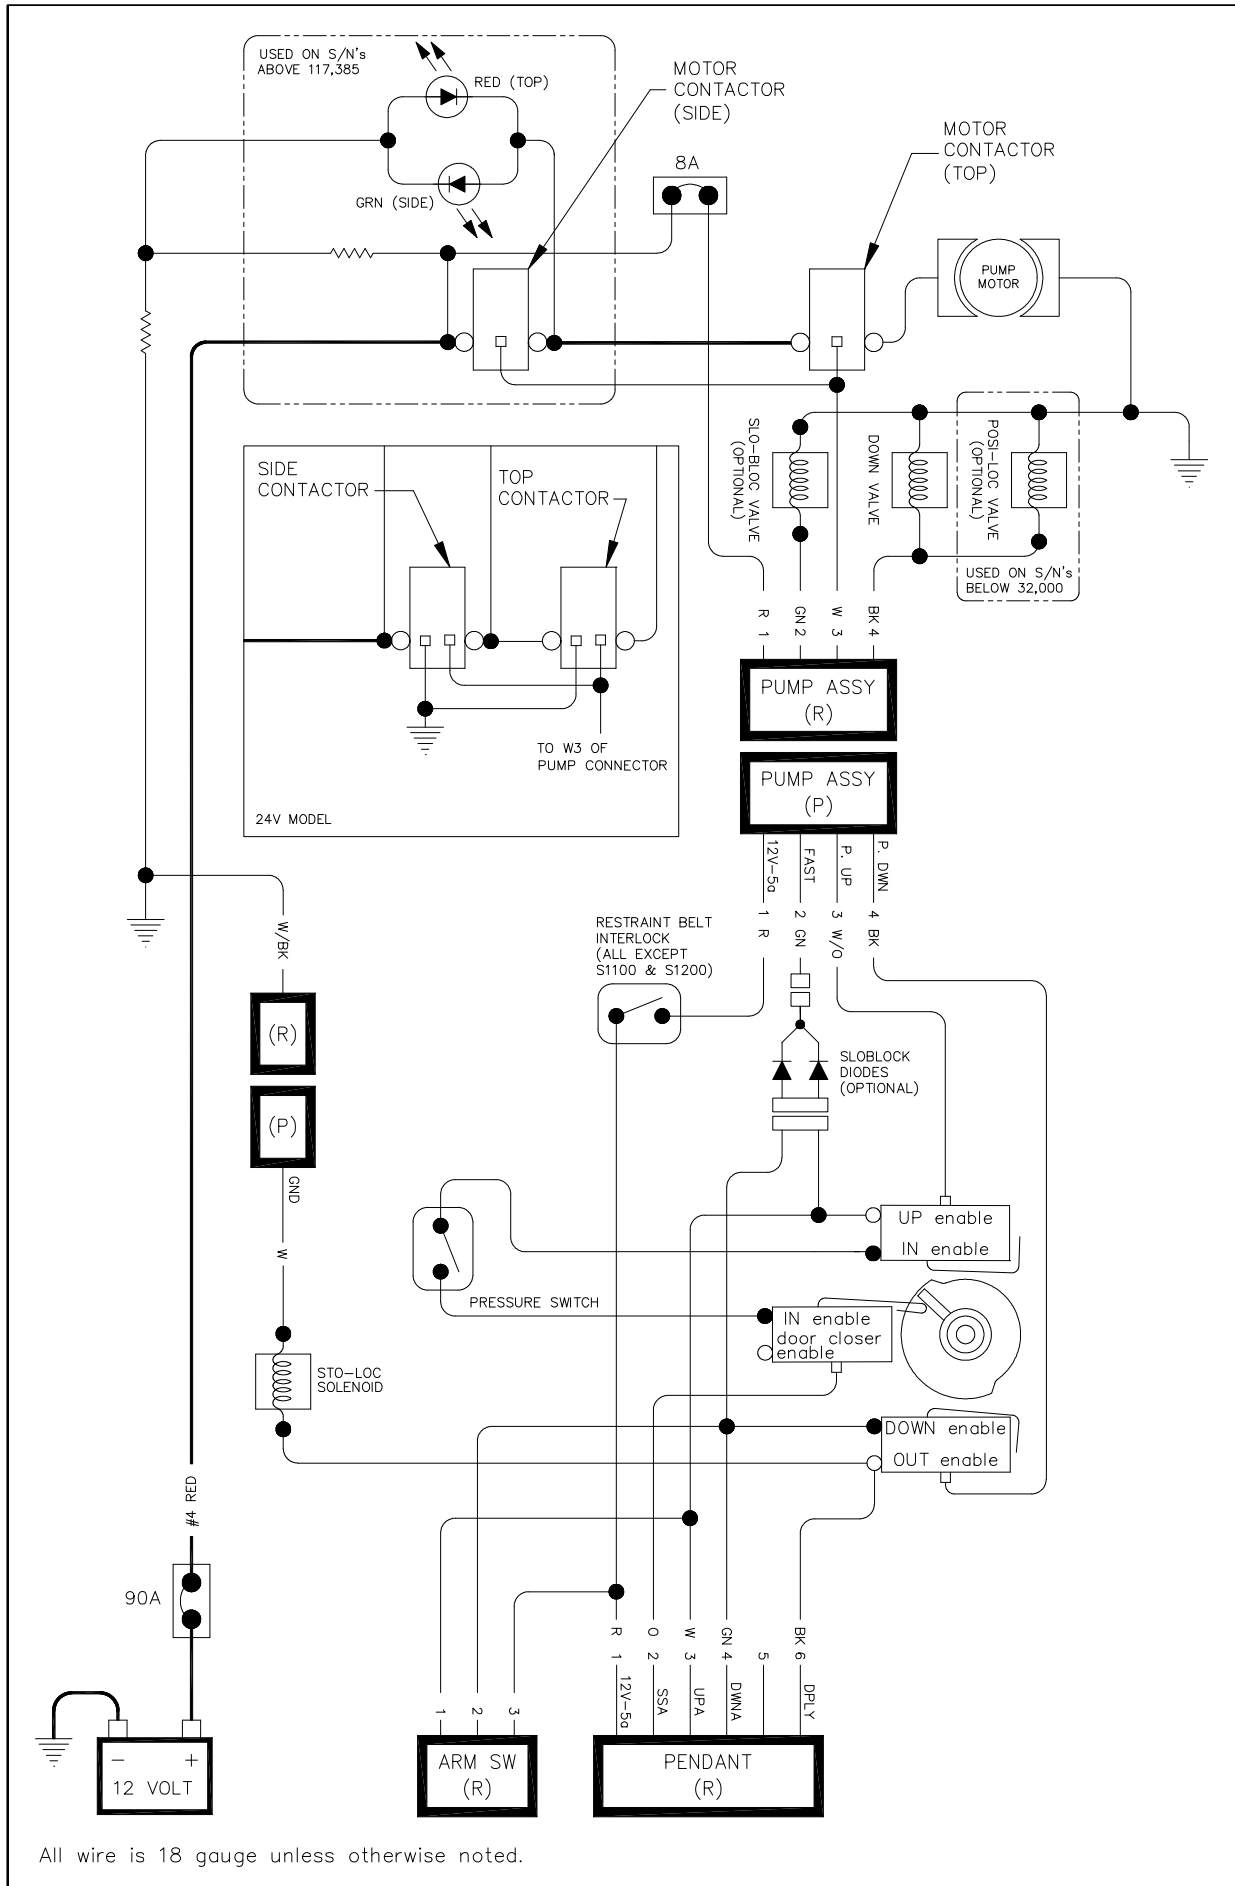 USED ON S/N's
ABOVE 117,385
RED (TOP)
GRN (SIDE)
MOTOR
CONTACTOR
(SIDE)
8A
MOTOR
CONTACTOR
(TOP)
PUMP
MOTOR
SLO-BLOC VALVE
(OPTIONAL)
DOWN VALVE
POSI-LOC VALVE
(OPTIONAL)
USED ON S/N's
BELOW 32,000
SIDE
CONTACTOR
TOP
CONTACTOR
TO W3 OF
PUMP CONNECTOR
24V MODEL
R 1
GN 2
W 3
BK 4
PUMP ASSY
(R)
PUMP ASSY
(P)
12V-5a
FAST
P. UP
P. DWN
1 R
2 GN
3 W/O
4 BK
RESTRAINT BELT
INTERLOCK
(ALL EXCEPT
S1100 & S1200)
W/BK
(R)
(P)
GND
W
SLOBLOCK
DIODES
(OPTIONAL)
UP enable
IN enable
PRESSURE SWITCH
IN enable
door closer
enable
STO-LOC
SOLENOID
DOWN enable
OUT enable
#4 RED
90A
- +
12 VOLT
R 1
O 2
W 3
GN 4
5
BK 6
12V-5a
SSA
UPA
DWNA
DPLY
1
2
3
ARM SW
(R)
PENDANT
(R)
All wire is 18 gauge unless otherwise noted.